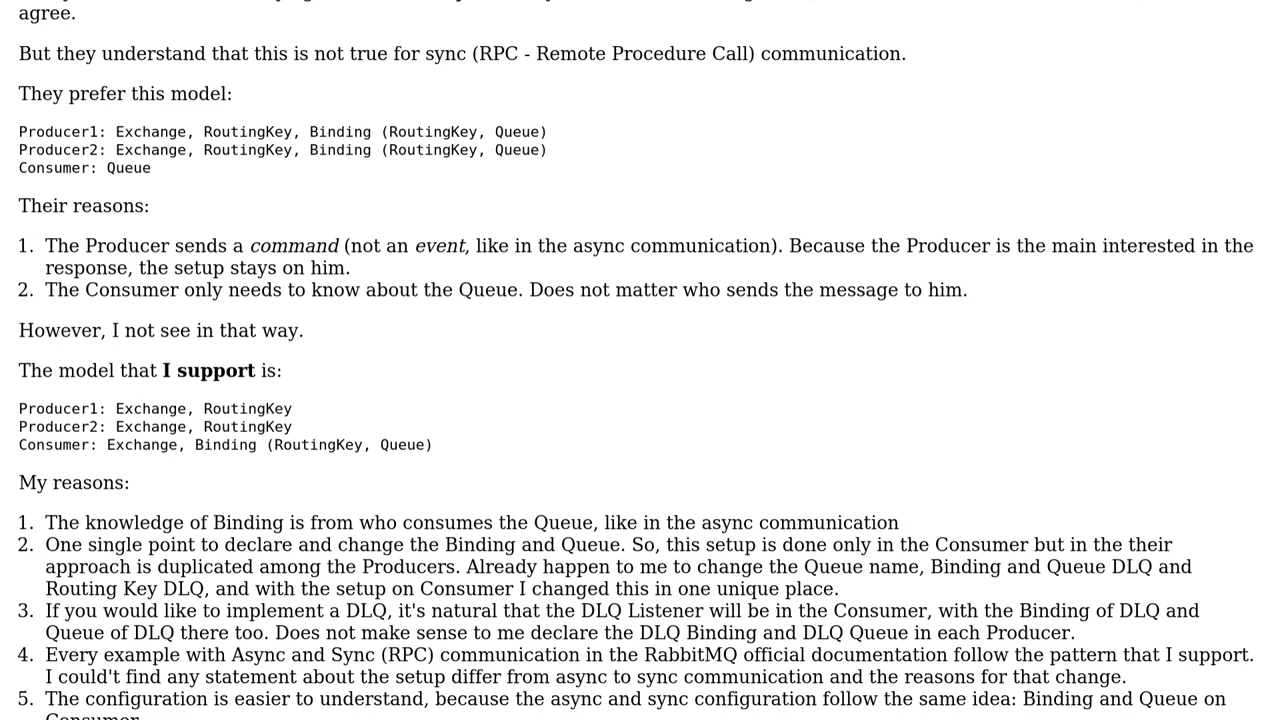 agree.
But they understand that this is not true for sync (RPC - Remote Procedure Call) communication.
They prefer this model:
Producer1: Exchange, RoutingKey, Binding (RoutingKey, Queue)
Producer2: Exchange, RoutingKey, Binding (RoutingKey, Queue)
Consumer: Queue
Their reasons:
1. The Producer sends a command (not an event, like in the async communication). Because the Producer is the main interested in the
response, the setup stays on him.
2. The Consumer only needs to know about the Queue. Does not matter who sends the message to him.
However, I not see in that way.
The model that I support is:
Producer1: Exchange, RoutingKey
Producer2: Exchange, RoutingKey
Consumer: Exchange, Binding (RoutingKey, Queue)
My reasons:
1. The knowledge of Binding is from who consumes the Queue, like in the async communication
2. One single point to declare and change the Binding and Queue. So, this setup is done only in the Consumer but in the their
approach is duplicated among the Producers. Already happen to me to change the Queue name, Binding and Queue DLQ and
Routing Key DLQ, and with the setup on Consumer I changed this in one unique place.
3. If you would like to implement a DLQ, it's natural that the DLQ Listener will be in the Consumer, with the Binding of DLQ and
Queue of DLQ there too. Does not make sense to me declare the DLQ Binding and DLQ Queue in each Producer.
4. Every example with Async and Sync (RPC) communication in the RabbitMQ official documentation follow the pattern that I support.
I could't find any statement about the setup differ from async to sync communication and the reasons for that change.
5. The configuration is easier to understand, because the async and sync configuration follow the same idea: Binding and Queue on